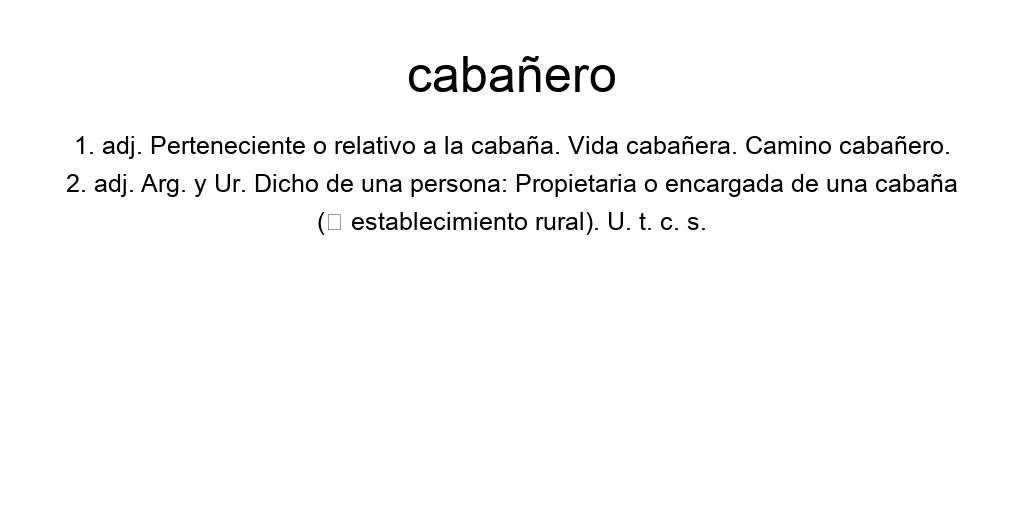 cabañero
1. adj. Perteneciente o relativo a la cabaña. Vida cabañera. Camino cabañero.
2. adj. Arg. y Ur. Dicho de una persona: Propietaria o encargada de una cabaña
(▯ establecimiento rural). U. t. c. s.